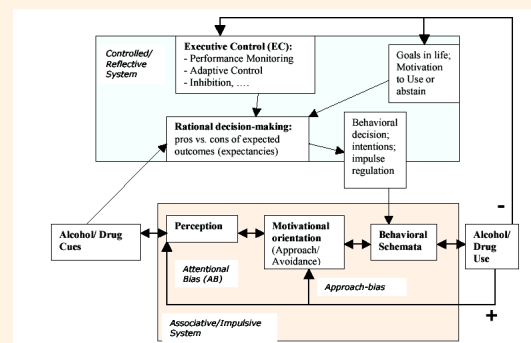 Controlled/
Reflective
System
Executive Control (EC):
- Performance Monitoring
- Adaptive Control
- Inhibition, ....
Goals in life;
Motivation
to Use or
abstain
Rational decision-making:
pros vs. cons of expected
outcomes (expectancies)
Behavioral
decision;
intentions;
impulse
regulation
-
Alcohol/ Drug
Cues
Perception
Motivational
orientation
(Approach/
Avoidance)
Behavioral
Schemata
Alcohol/
Drug
Use
Attentional
Bias (AB)
Approach-bias
+
Associative/Impulsive
System